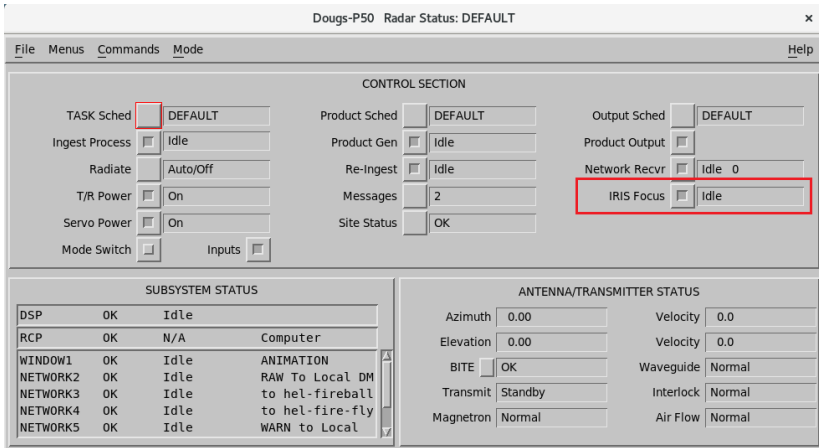 Dougs-P50 Radar Status: DEFAULT ×
File Menus Commands Mode Help
CONTROL SECTION
TASK Sched DEFAULT Product Sched DEFAULT Output Sched DEFAULT
Ingest Process Idle Product Gen Idle Product Output
Radiate Auto/Off Re-Ingest Idle Network Recvr Idle 0
T/R Power On Messages 2 IRIS Focus Idle
Servo Power On Site Status OK
Mode Switch Inputs
SUBSYSTEM STATUS
DSP OK Idle
RCP OK N/A Computer
WINDOW1 OK Idle ANIMATION
NETWORK2 OK Idle RAW To Local DM
NETWORK3 OK Idle to hel-fireball
NETWORK4 OK Idle to hel-fire-fly
NETWORK5 OK Idle WARN to Local
ANTENNA/TRANSMITTER STATUS
Azimuth 0.00 Velocity 0.0
Elevation 0.00 Velocity 0.0
BITE OK Waveguide Normal
Transmit Standby Interlock Normal
Magnetron Normal Air Flow Normal